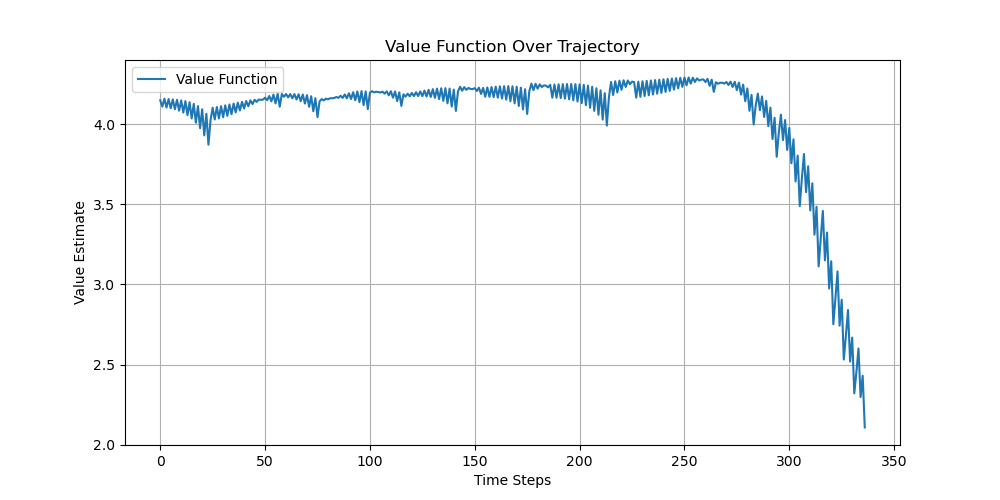 Value Function Over Trajectory
Value Function
Value Estimate
4.0
3.5
3.0
2.5
2.0
0 50 100 150 200 250 300 350
Time Steps